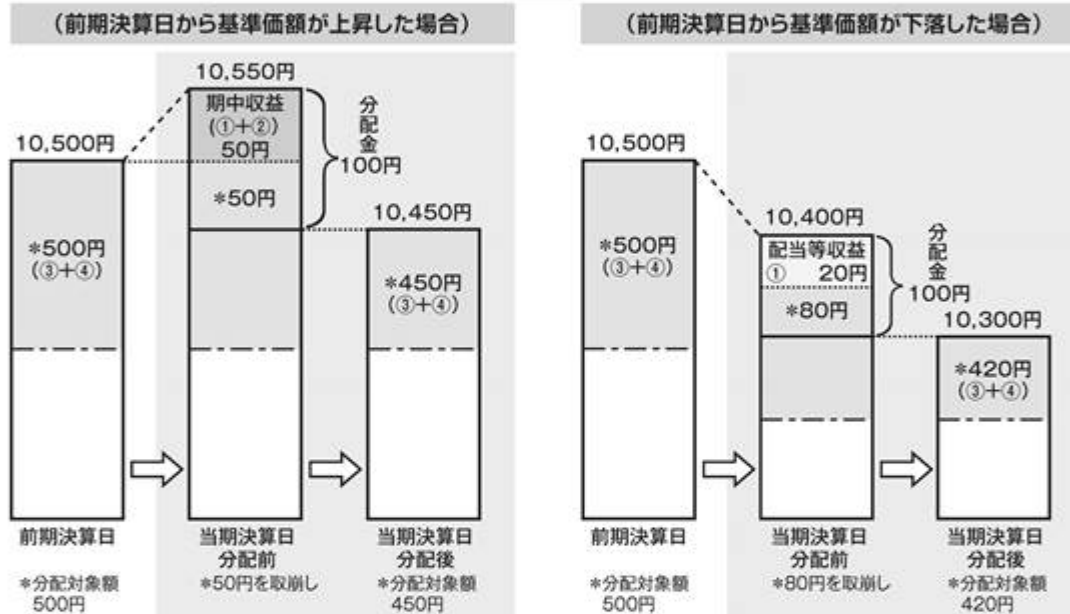 (前期決算日から基準価額が上昇した場合)
10,500円
*500円
(③+④)
前期決算日
*分配対象額
500円
10,550円
期中収益
(①+②)
50円
*50円
分配金
100円
当期決算日
分配前
*50円を取崩し
10,450円
*450円
(③+④)
当期決算日
分配後
*分配対象額
450円
(前期決算日から基準価額が下落した場合)
10,500円
*500円
(③+④)
前期決算日
*分配対象額
500円
10,400円
配当等収益
① 20円
*80円
分配金
100円
当期決算日
分配前
*80円を取崩し
10,300円
*420円
(③+④)
当期決算日
分配後
*分配対象額
420円